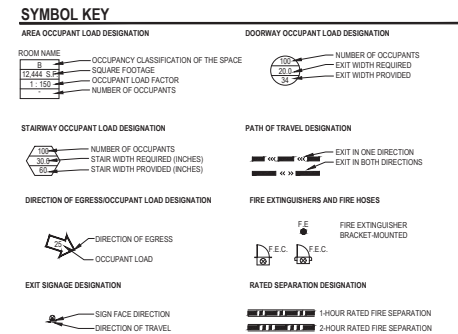 SYMBOL KEY
AREA OCCUPANT LOAD DESIGNATION
ROOM NAME
B
12,444 S.F
1 : 150
-
OCCUPANCY CLASSIFICATION OF THE SPACE
SQUARE FOOTAGE
OCCUPANT LOAD FACTOR
NUMBER OF OCCUPANTS
DOORWAY OCCUPANT LOAD DESIGNATION
100
20.0
34
NUMBER OF OCCUPANTS
EXIT WIDTH REQUIRED
EXIT WIDTH PROVIDED
STAIRWAY OCCUPANT LOAD DESIGNATION
100
30.0
60
NUMBER OF OCCUPANTS
STAIR WIDTH REQUIRED (INCHES)
STAIR WIDTH PROVIDED (INCHES)
PATH OF TRAVEL DESIGNATION
EXIT IN ONE DIRECTION
EXIT IN BOTH DIRECTIONS
DIRECTION OF EGRESS/OCCUPANT LOAD DESIGNATION
25
DIRECTION OF EGRESS
OCCUPANT LOAD
FIRE EXTINGUISHERS AND FIRE HOSES
F.E
FIRE EXTINGUISHER
BRACKET-MOUNTED
F.E.C.
F.E.C.
EXIT SIGNAGE DESIGNATION
SIGN FACE DIRECTION
DIRECTION OF TRAVEL
RATED SEPARATION DESIGNATION
1-HOUR RATED FIRE SEPARATION
2-HOUR RATED FIRE SEPARATION